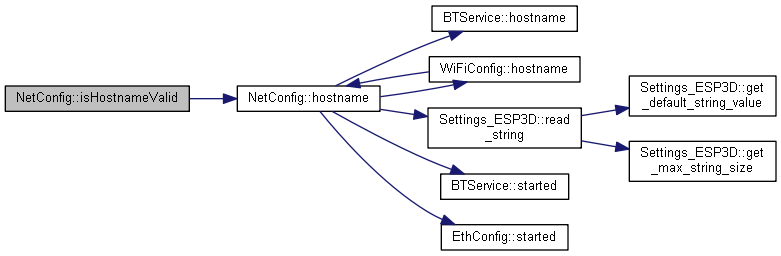 NetConfig::isHostnameValid
NetConfig::hostname
BTService::hostname
WiFiConfig::hostname
Settings_ESP3D::read
_string
BTService::started
EthConfig::started
Settings_ESP3D::get
_default_string_value
Settings_ESP3D::get
_max_string_size